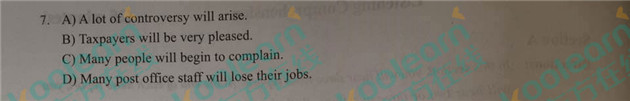 7. A) A lot of controversy will arise.
B) Taxpayers will be very pleased.
C) Many people will begin to complain.
D) Many post office staff will lose their jobs.